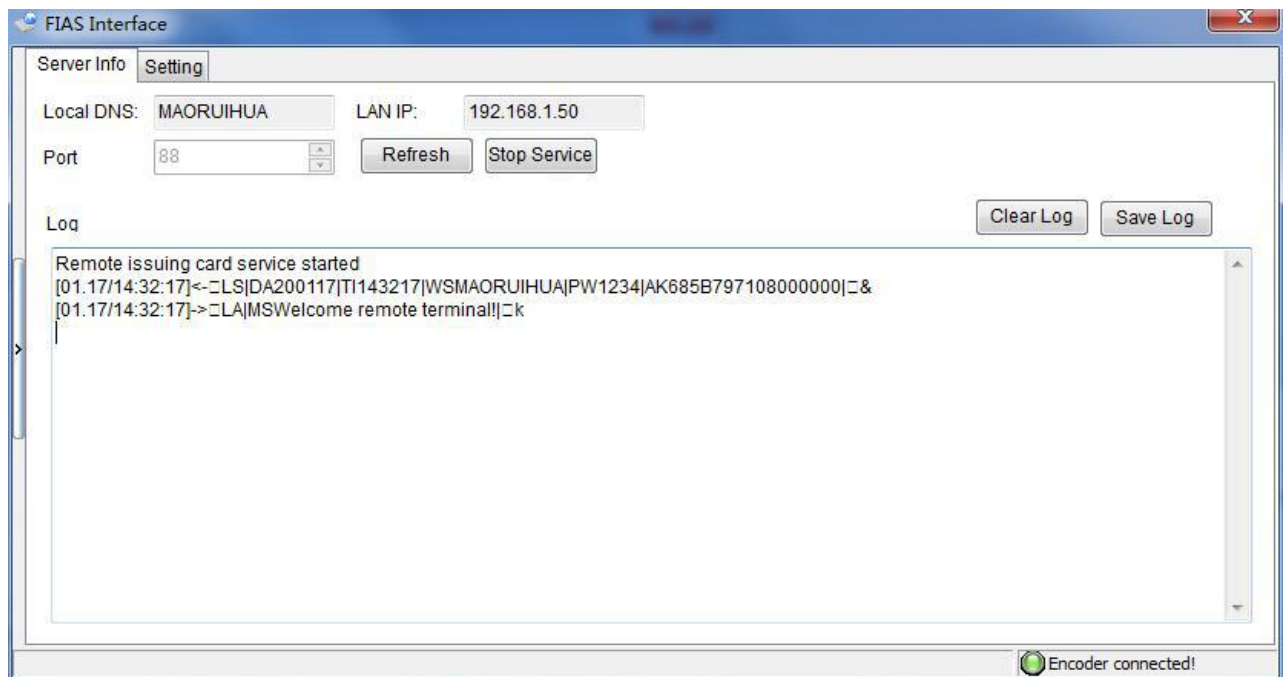 FIAS Interface
Server Info Setting
Local DNS: MAORUIHUA LAN IP: 192.168.1.50
Port 88 Refresh Stop Service
Log Clear Log Save Log
Remote issuing card service started
[01.17/14:32:17]<-□LS|DA200117|TI143217|WSMAORUIHUA|PW1234|AK685B797108000000|□&
[01.17/14:32:17]->□LA|MSWelcome remote terminal!|□k
Encoder connected!